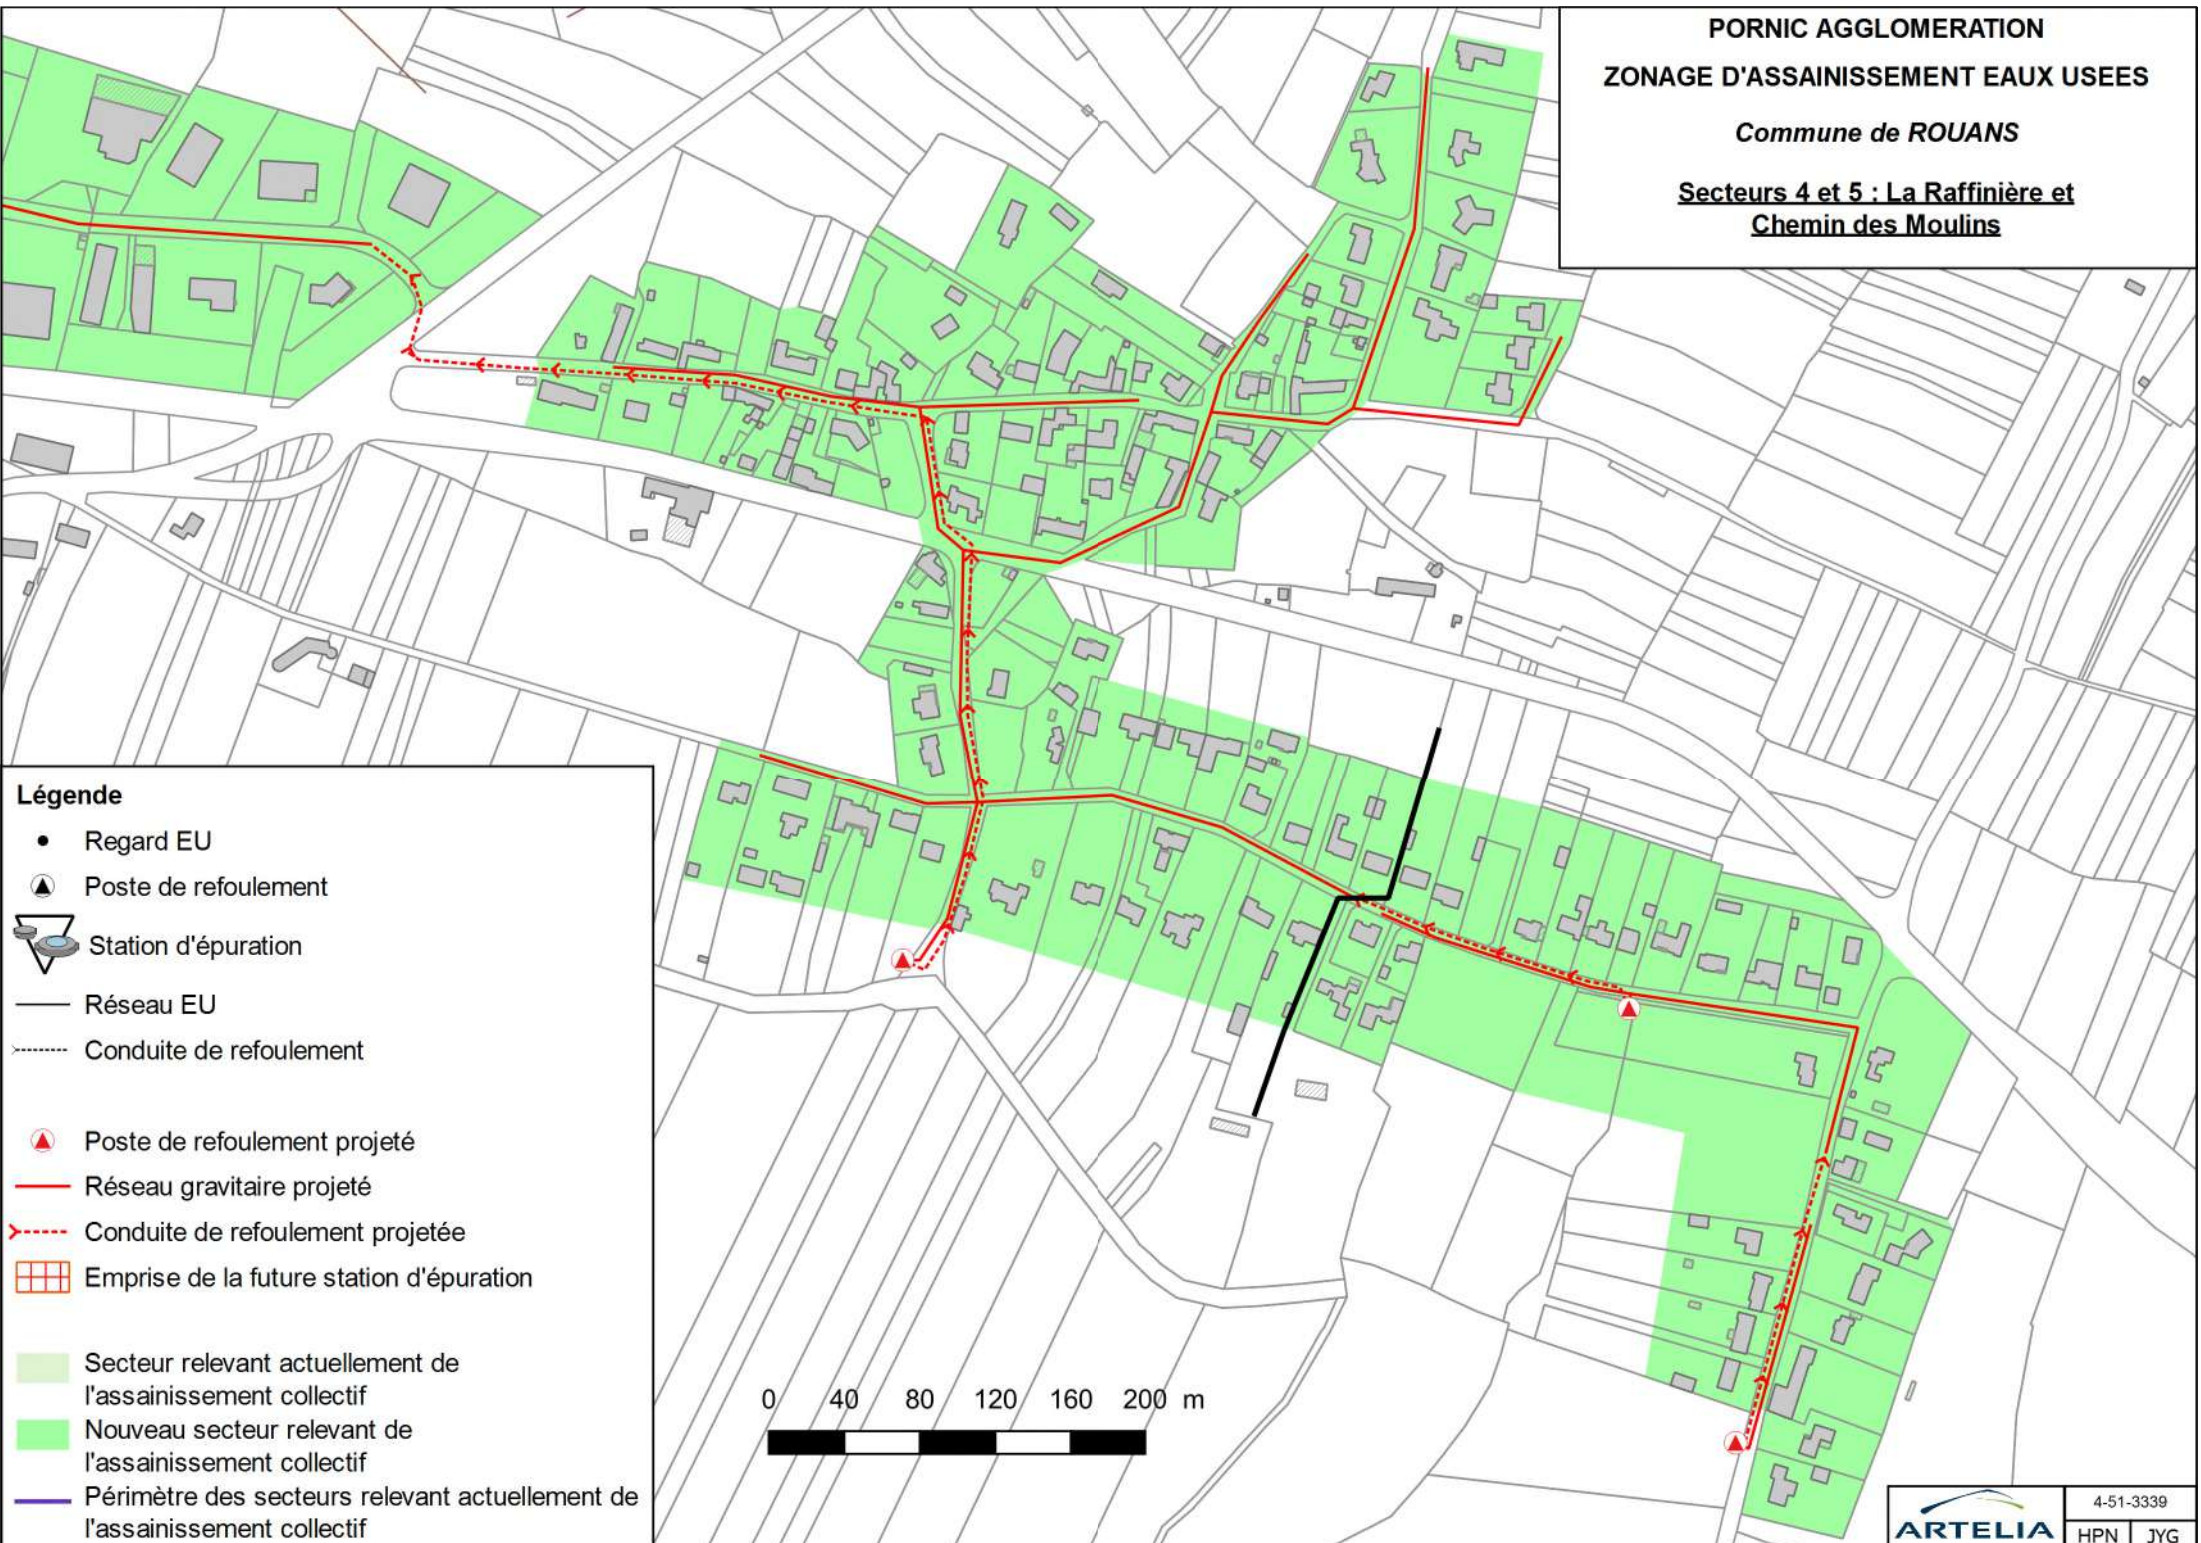 PORNIC AGGLOMERATION
ZONAGE D'ASSAINISSEMENT EAUX USEES
Commune de ROUANS
Secteurs 4 et 5 : La Raffinière et
Chemin des Moulins
Légende
Regard EU
Poste de refoulement
Station d'épuration
Réseau EU
Conduite de refoulement
Poste de refoulement projeté
Réseau gravitaire projeté
Conduite de refoulement projetée
Emprise de la future station d'épuration
Secteur relevant actuellement de
l'assainissement collectif
Nouveau secteur relevant de
l'assainissement collectif
Périmètre des secteurs relevant actuellement de
l'assainissement collectif
0 40 80 120 160 200 m
ARTELIA
4-51-3339
HPN JYG